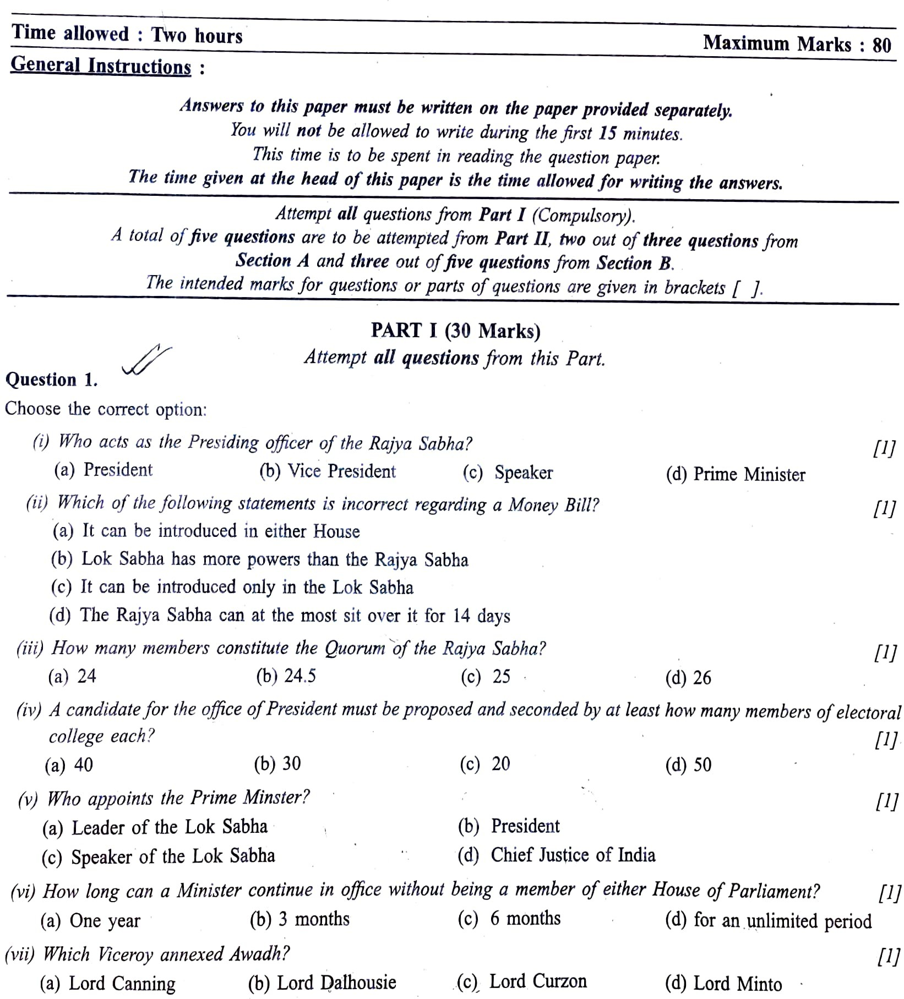 Time allowed : Two hours Maximum Marks : 80
General Instructions :
Answers to this paper must be written on the paper provided separately.
You will not be allowed to write during the first 15 minutes.
This time is to be spent in reading the question paper.
The time given at the head of this paper is the time allowed for writing the answers.
Attempt all questions from Part I (Compulsory).
A total of five questions are to be attempted from Part II, two out of three questions from
Section A and three out of five questions from Section B.
The intended marks for questions or parts of questions are given in brackets [ ].
PART I (30 Marks)
Attempt all questions from this Part.
Question 1.
Choose the correct option:
(i) Who acts as the Presiding officer of the Rajya Sabha? [1]
(a) President (b) Vice President (c) Speaker (d) Prime Minister
(ii) Which of the following statements is incorrect regarding a Money Bill? [1]
(a) It can be introduced in either House
(b) Lok Sabha has more powers than the Rajya Sabha
(c) It can be introduced only in the Lok Sabha
(d) The Rajya Sabha can at the most sit over it for 14 days
(iii) How many members constitute the Quorum of the Rajya Sabha? [1]
(a) 24 (b) 24.5 (c) 25 (d) 26
(iv) A candidate for the office of President must be proposed and seconded by at least how many members of electoral
college each? [1]
(a) 40 (b) 30 (c) 20 (d) 50
(v) Who appoints the Prime Minster? [1]
(a) Leader of the Lok Sabha (b) President
(c) Speaker of the Lok Sabha (d) Chief Justice of India
(vi) How long can a Minister continue in office without being a member of either House of Parliament? [1]
(a) One year (b) 3 months (c) 6 months (d) for an unlimited period
(vii) Which Viceroy annexed Awadh? [1]
(a) Lord Canning (b) Lord Dalhousie (c) Lord Curzon (d) Lord Minto